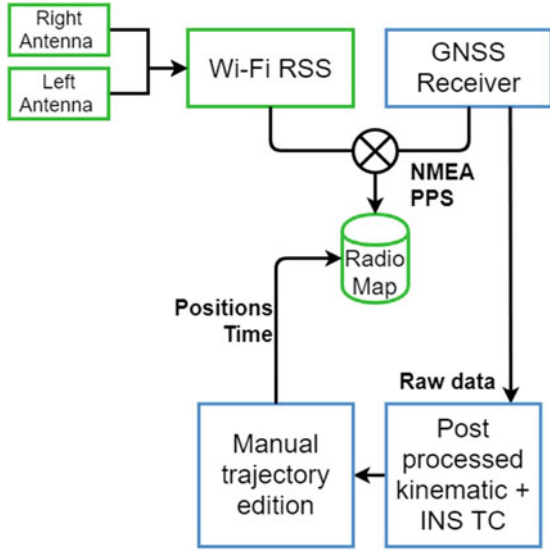 Right
Antenna
Left
Antenna
Wi-Fi RSS
GNSS
Receiver
NMEA
PPS
Radio
Map
Positions
Time
Raw data
Manual
trajectory
edition
Post
processed
kinematic +
INS TC